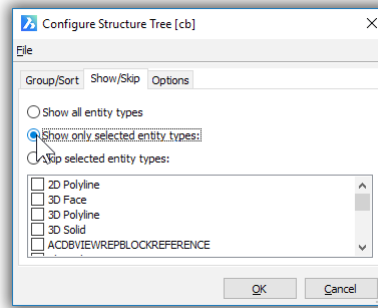 Configure Structure Tree [cb]
File
Group/Sort Show/Skip Options
Show all entity types
Show only selected entity types:
Skip selected entity types:
2D Polyline
3D Face
3D Polyline
3D Solid
ACDBVIEWREPBLOCKREFERENCE
OK Cancel